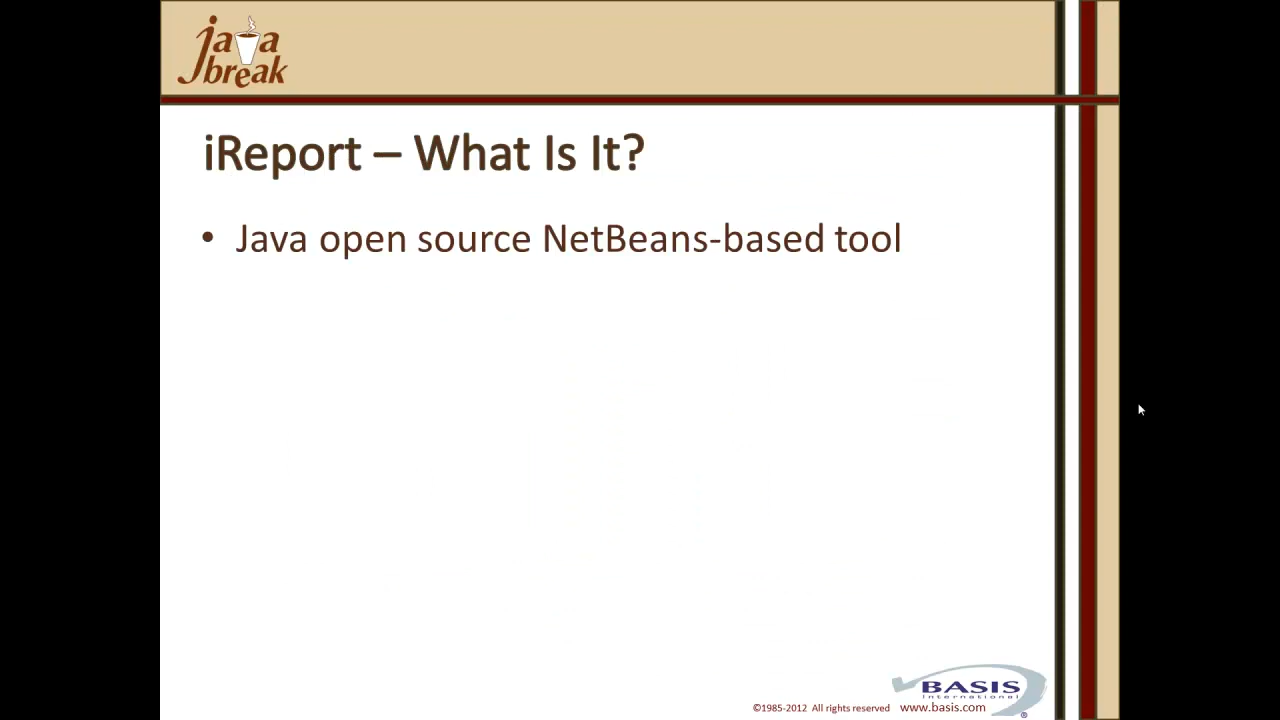 java
break
iReport – What Is It?
• Java open source NetBeans-based tool
BASIS
International
®
©1985-2012 All rights reserved www.basis.com